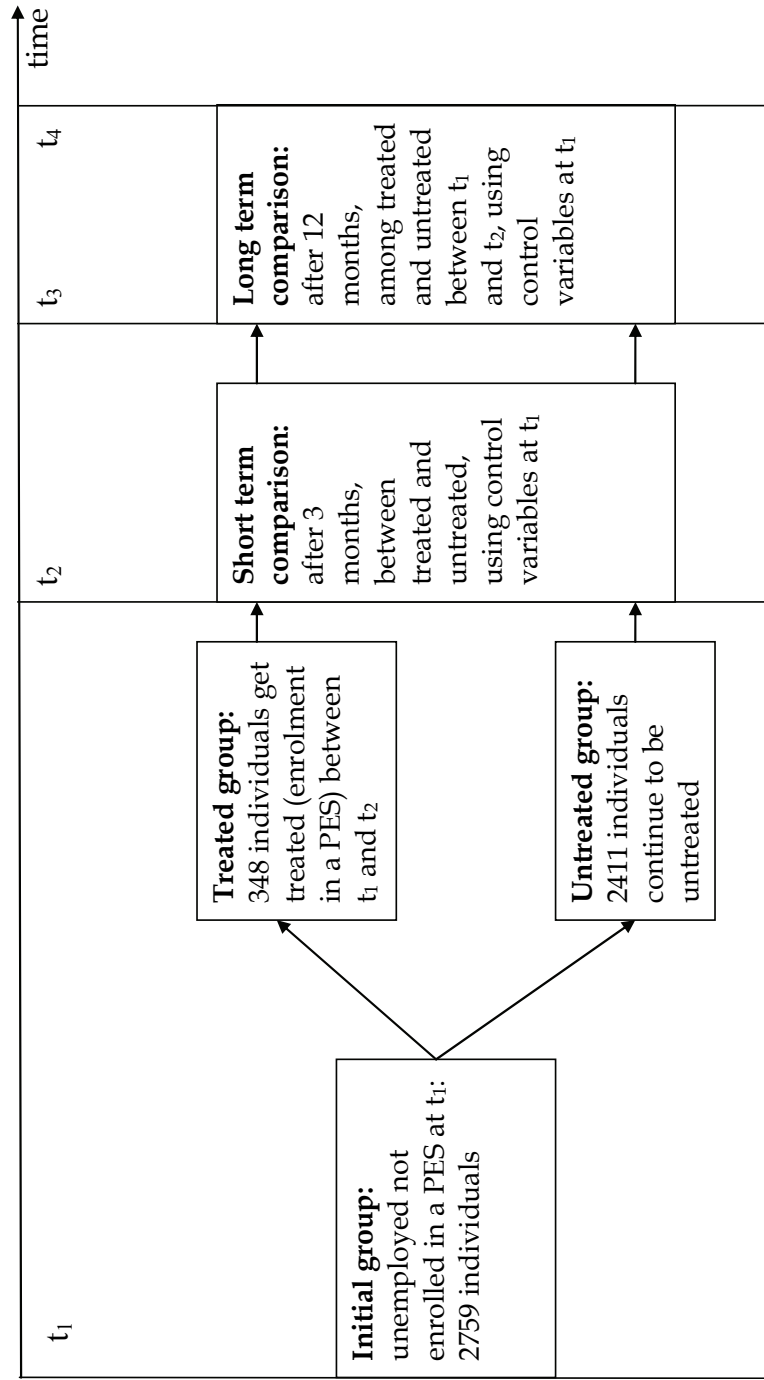 time
t₁
t₂
t₃
t₄
Initial group:
unemployed not
enrolled in a PES at t₁:
2759 individuals
Treated group:
348 individuals get
treated (enrolment
in a PES) between
t₁ and t₂
Untreated group:
2411 individuals
continue to be
untreated
Short term
comparison:
after 3
months,
between
treated and
untreated,
using control
variables at t₁
Long term
comparison:
after 12
months,
among treated
and untreated
between t₁
and t₂, using
control
variables at t₁